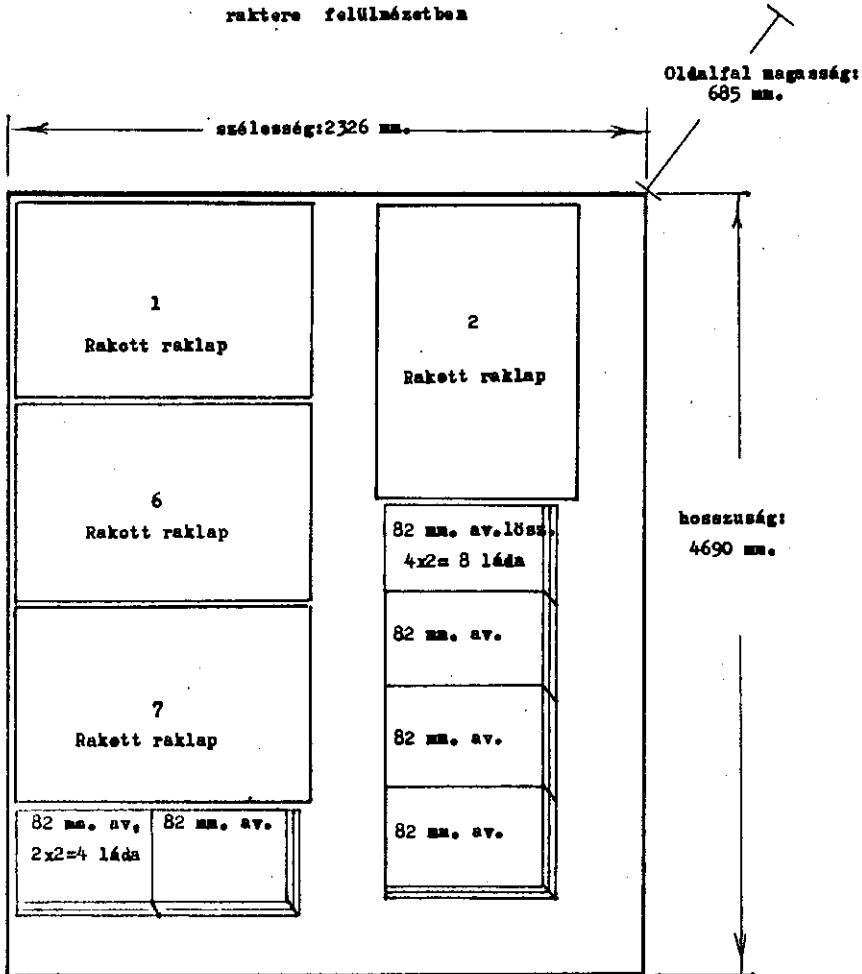 raktere felülnézetben
Oldalfal magasság:
685 mm.
szélesség:2326 mm.
1
Rakott raklap
2
Rakott raklap
6
Rakott raklap
hosszuság:
4690 mm.
82 mm. av.lösz.
4x2= 8 láda
82 mm. av.
7
Rakott raklap
82 mm. av.
82 mm. av.
82 mm. av. 82 mm. av.
2x2=4 láda